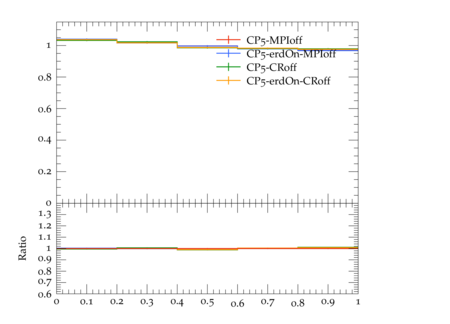 1
0.8
0.6
0.4
0.2
0
CP5-MPIoff
CP5-erdOn-MPIoff
CP5-CRoff
CP5-erdOn-CRoff
Ratio
1.3
1.2
1.1
1
0.9
0.8
0.7
0.6
0 0.1 0.2 0.3 0.4 0.5 0.6 0.7 0.8 0.9 1